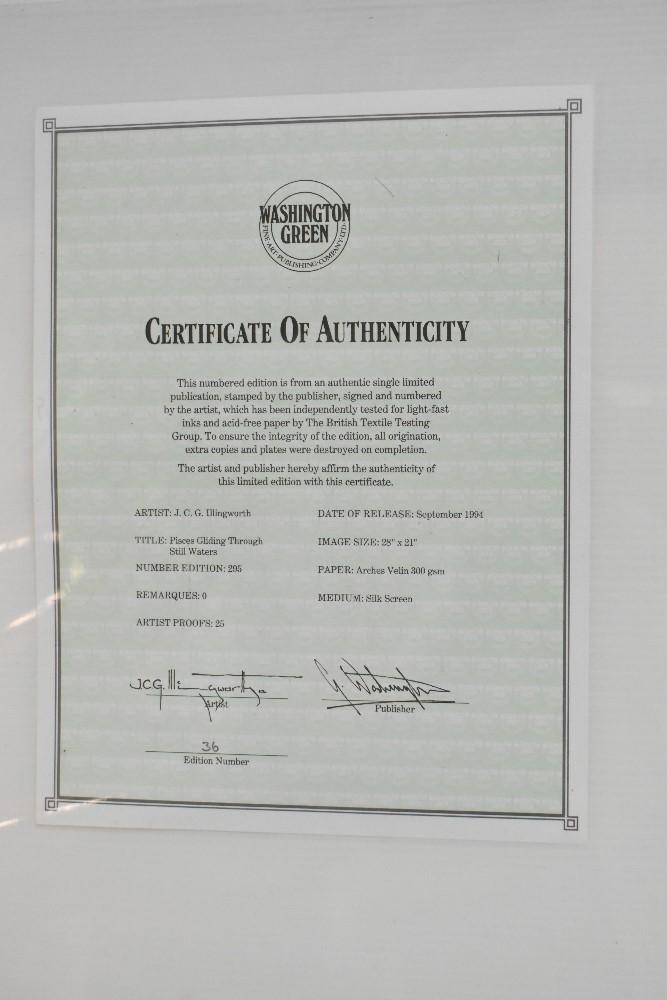 WASHINGTON
GREEN
FINE·ART·PUBLISHING·COMPANY·LTD·
CERTIFICATE OF AUTHENTICITY
This numbered edition is from an authentic single limited
publication, stamped by the publisher, signed and numbered
by the artist, which has been independently tested for light-fast
inks and acid-free paper by The British Textile Testing
Group. To ensure the integrity of the edition, all origination,
extra copies and plates were destroyed on completion.
The artist and publisher hereby affirm the authenticity of
this limited edition with this certificate.
ARTIST: J. C. G. Illingworth
DATE OF RELEASE: September 1994
TITLE: Pisces Gliding Through
Still Waters
IMAGE SIZE: 28" x 21"
NUMBER EDITION: 295
PAPER: Arches Velin 300 gsm
REMARQUES: 0
MEDIUM: Silk Screen
ARTIST PROOFS: 25
J.C.G. Illingworth
G. Washington
Artist
Publisher
36
Edition Number